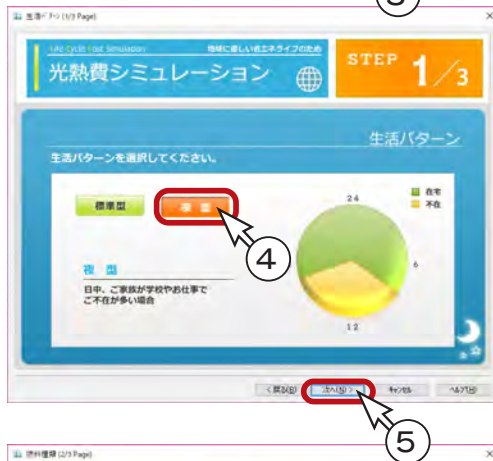 ③
生活パターン (1/3 Page)
Life Cycle Cost Simulation
地球に優しい省エネライフのため
光熱費シミュレーション
STEP 1/3
生活パターン
生活パターンを選択してください。
標準型
夜 型
24
6
12
在宅
不在
④
夜 型
日中、ご家族が学校やお仕事で
ご不在が多い場合
< 戻る(B)
次へ(N) >
キャンセル
ヘルプ(H)
⑤
燃料種類 (2/3 Page)